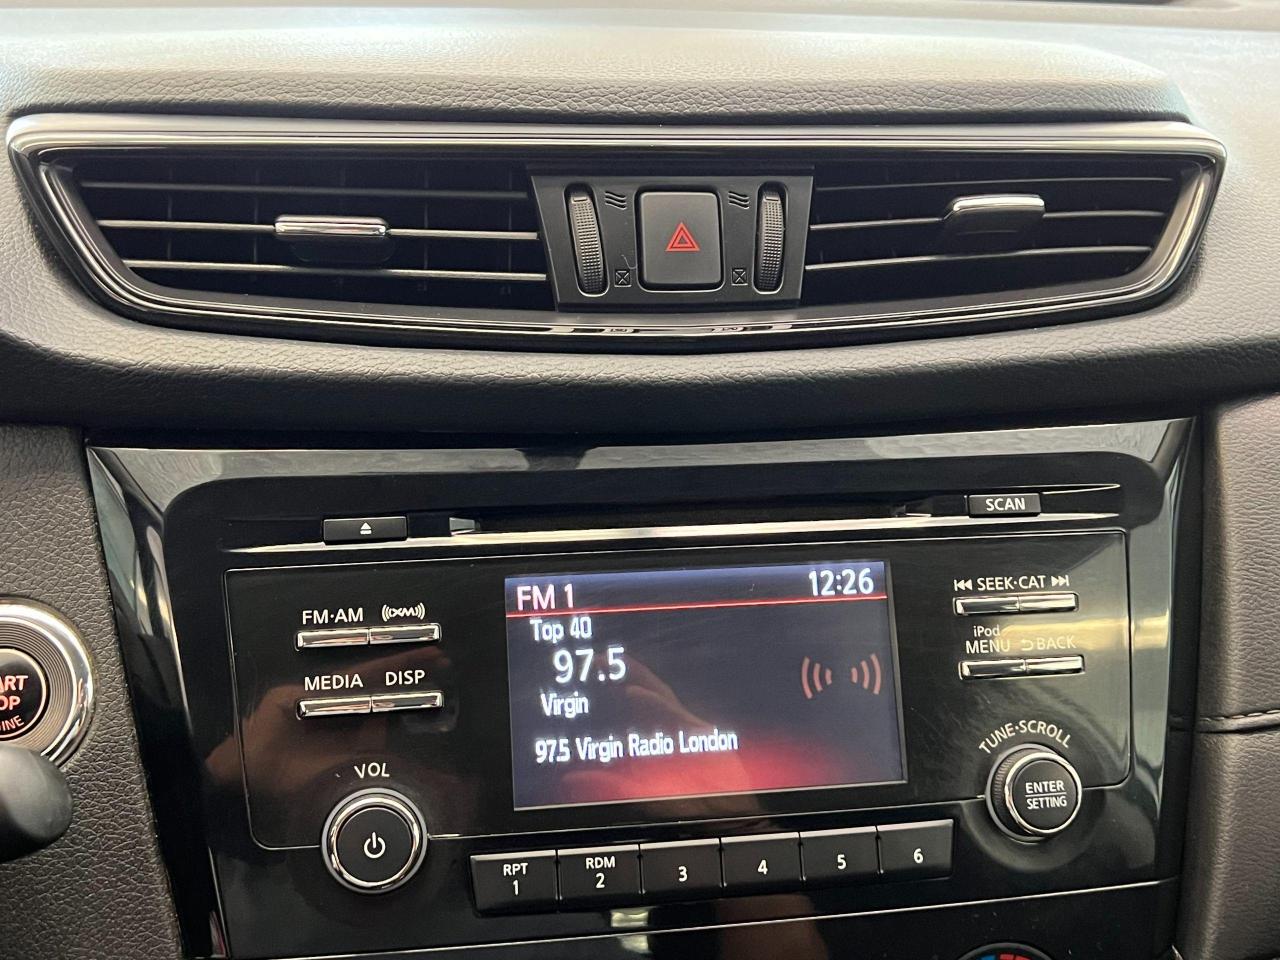 SCAN
FM·AM
((XM))
SEEK·CAT
iPod
MENU
BACK
MEDIA
DISP
FM 1
12:26
Top 40
97.5
Virgin
97.5 Virgin Radio London
VOL
TUNE·SCROLL
ENTER
SETTING
RPT
1
RDM
2
3
4
5
6